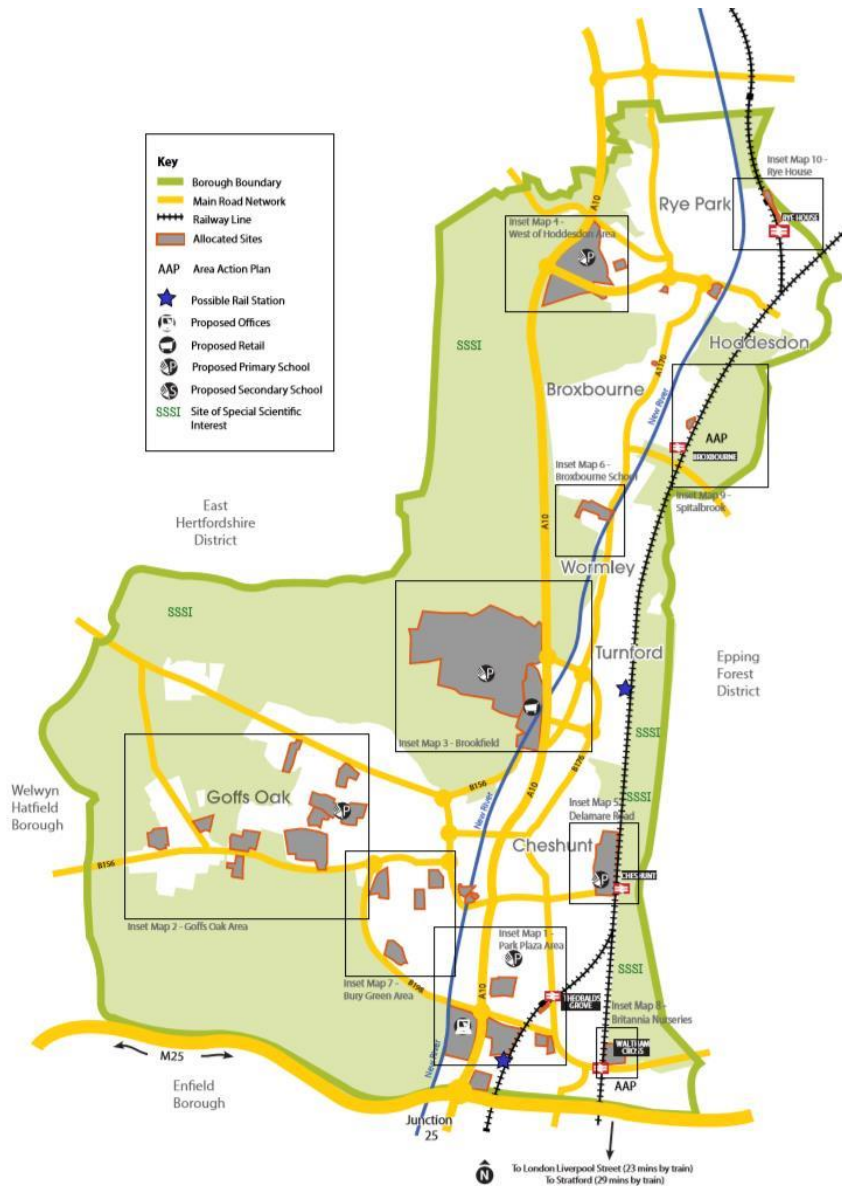 Key
Borough Boundary
Main Road Network
Railway Line
Allocated Sites
AAP Area Action Plan
Possible Rail Station
Proposed Offices
Proposed Retail
P Proposed Primary School
S Proposed Secondary School
SSSI Site of Special Scientific
Interest
A10
Inset Map 10 -
Rye House
Rye Park
RYE HOUSE
Inset Map 4 -
West of Hoddesdon Area
P
SSSI
Hoddesdon
A1170
Broxbourne
New River
AAP
BROXBOURNE
Inset Map 6 -
Broxbourne School
Inset Map 9 -
Spitalbrook
East
Hertfordshire
District
A10
Wormley
SSSI
Turnford
Epping
Forest
District
P
SSSI
Inset Map 3 - Brookfield
B156
B176
A10
SSSI
Welwyn
Hatfield
Borough
Goffs Oak
P
New River
Inset Map 5 -
Delamare Road
Cheshunt
B156
P
CHESHUNT
Inset Map 2 - Goffs Oak Area
Inset Map 1 -
Park Plaza Area
P
SSSI
Inset Map 7 -
Bury Green Area
B198
A10
THEOBALDS
GROVE
Inset Map 8 -
Britannia Nurseries
WALTHAM
CROSS
M25
New River
AAP
Enfield
Borough
Junction
25
N
To London Liverpool Street (23 mins by train)
To Stratford (29 mins by train)